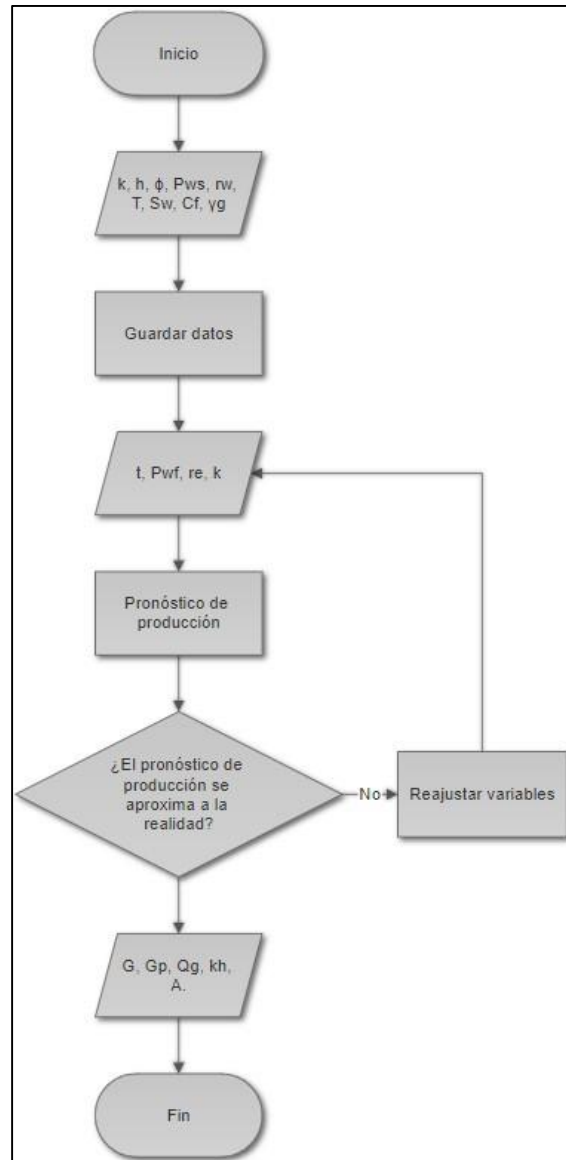 Inicio
k, h, ϕ, Pws, rw,
T, Sw, Cf, γg
Guardar datos
t, Pwf, re, k
Pronóstico de
producción
¿El pronóstico de
producción se
aproxima a la
realidad?
No
Reajustar variables
G, Gp, Qg, kh,
A.
Fin